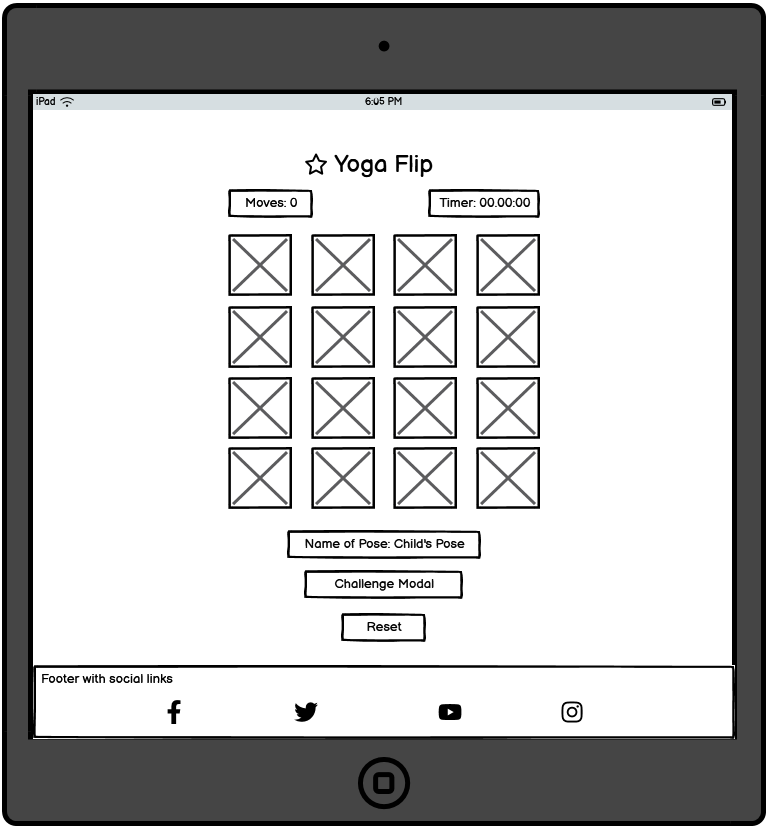 iPad
6:05 PM
Yoga Flip
Moves: 0
Timer: 00.00:00
Name of Pose: Child's Pose
Challenge Modal
Reset
Footer with social links